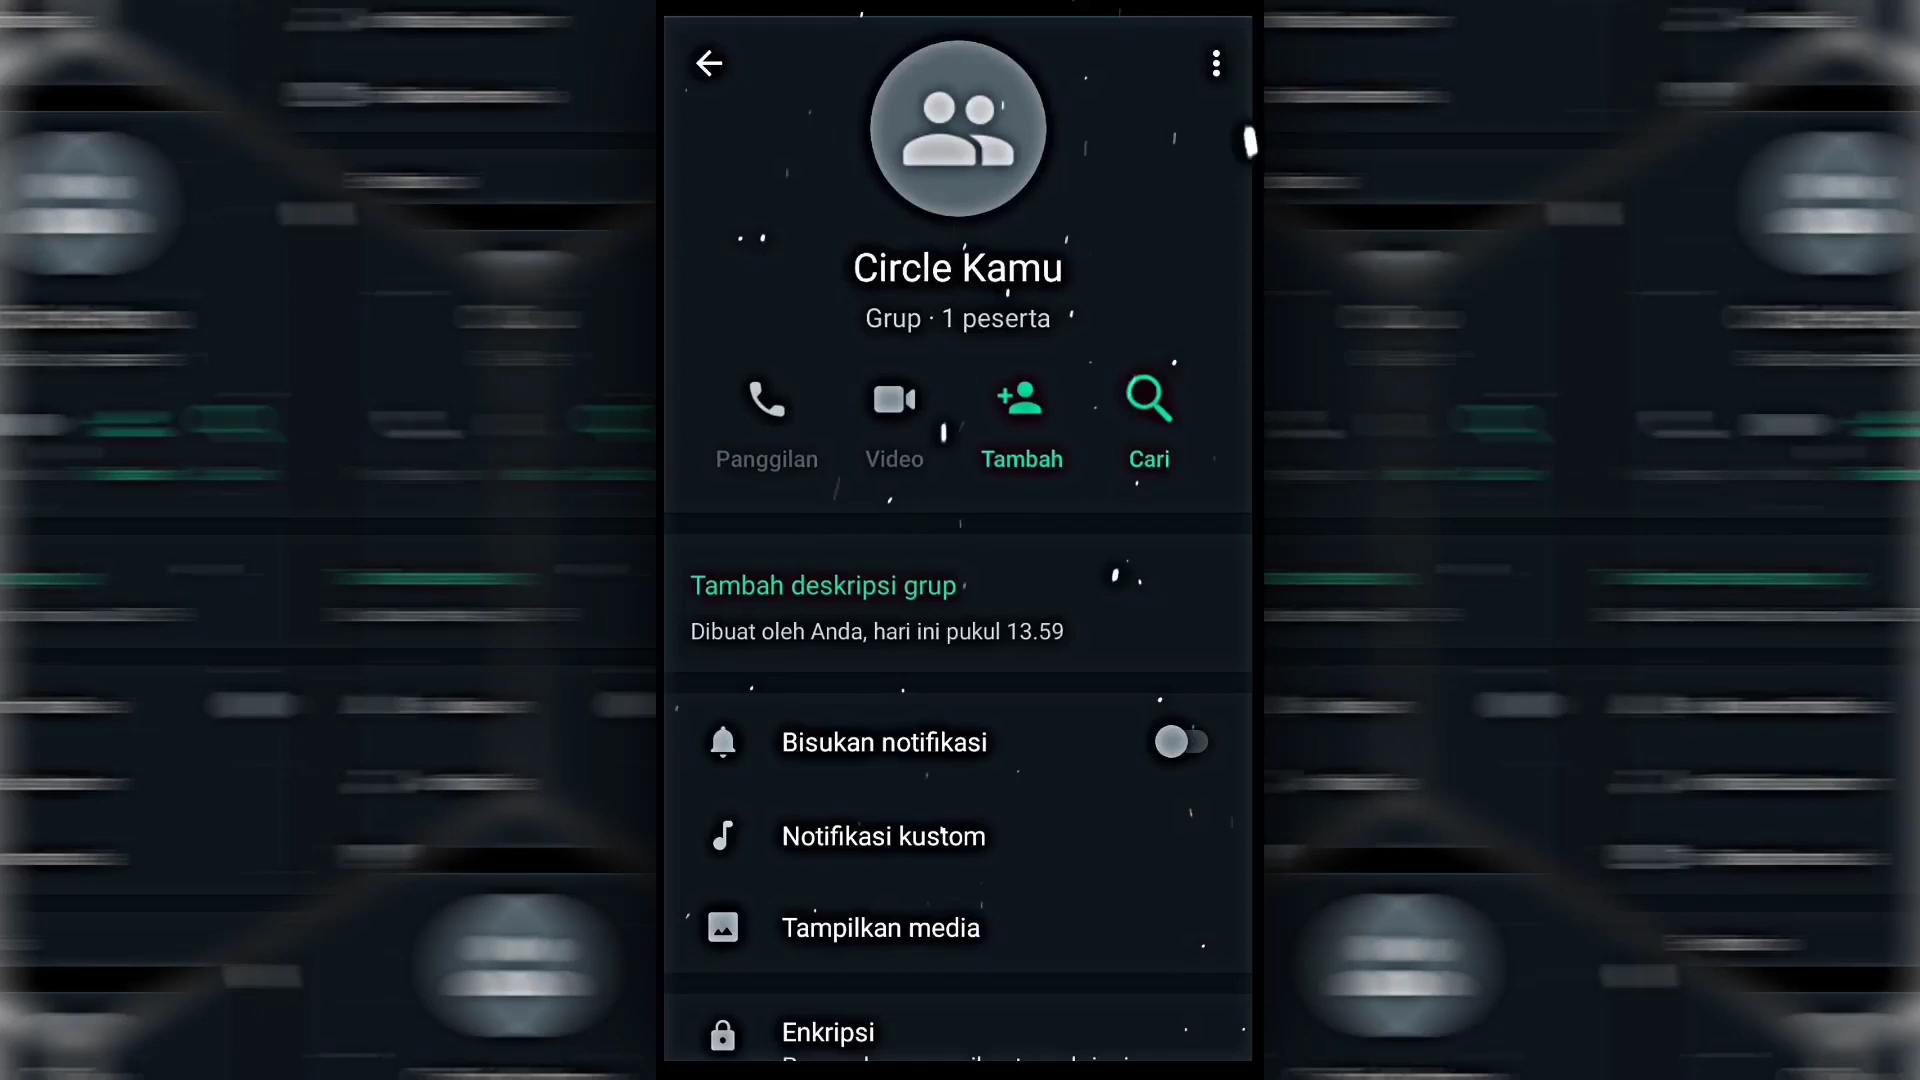 Circle Kamu
Grup · 1 peserta
Panggilan Video Tambah Cari
Tambah deskripsi grup
Dibuat oleh Anda, hari ini pukul 13.59
Bisukan notifikasi
Notifikasi kustom
Tampilkan media
Enkripsi